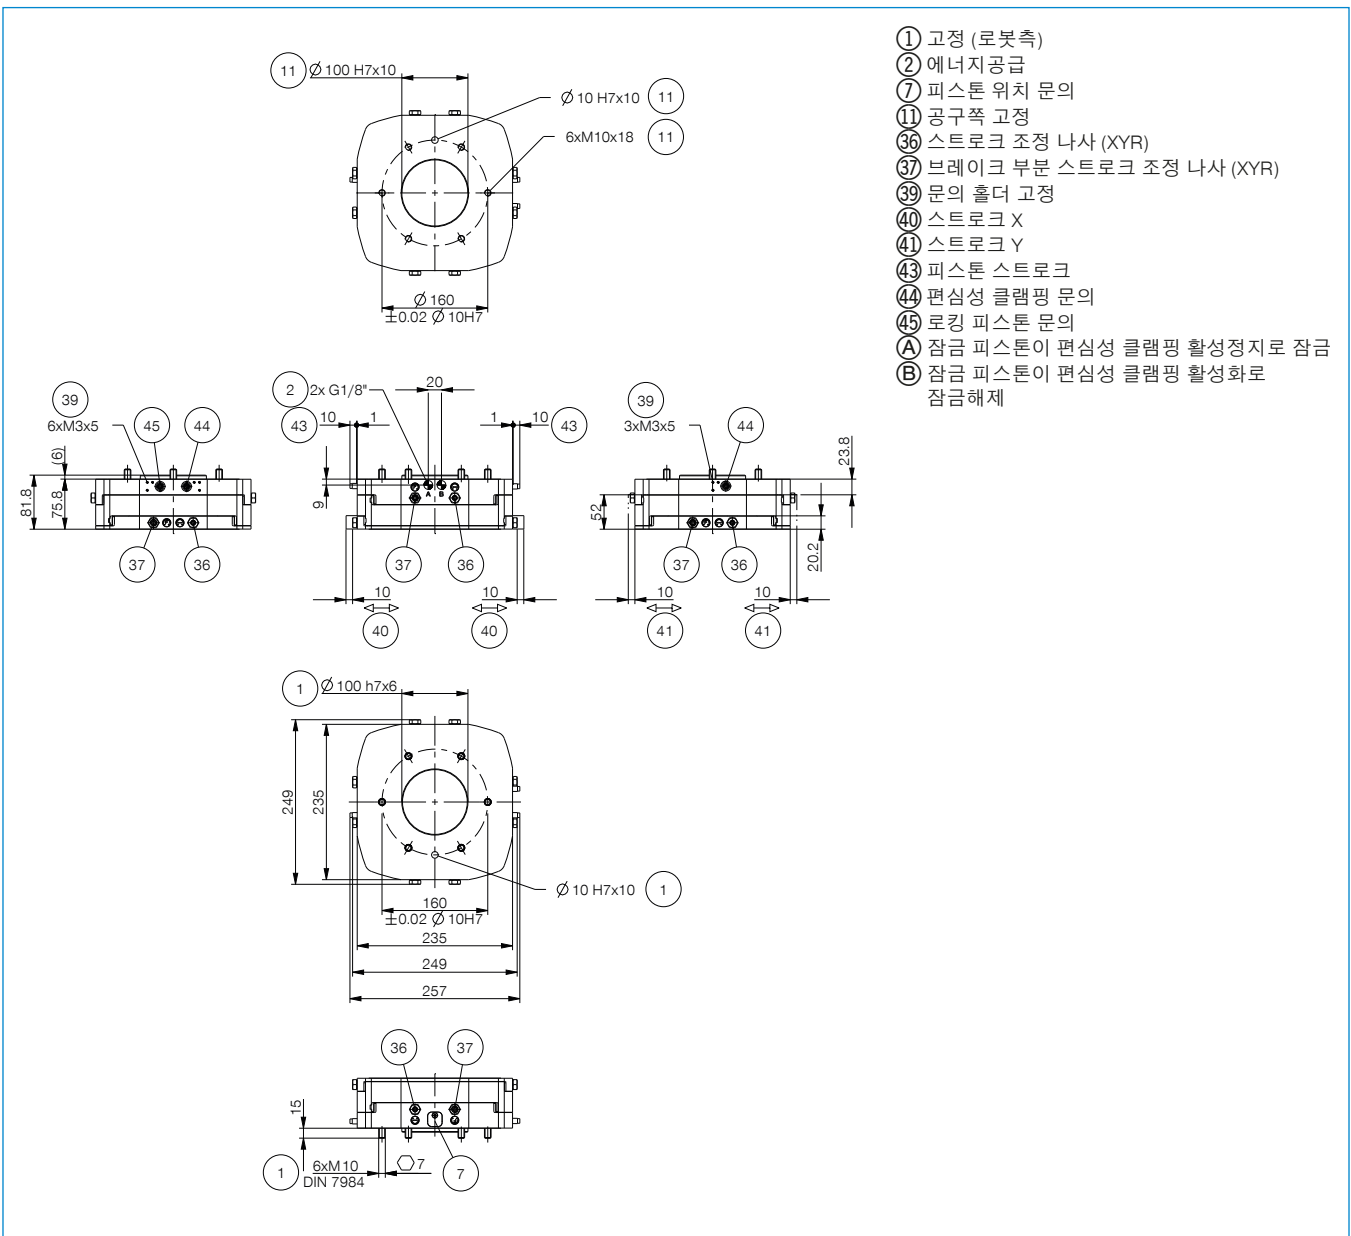 11 Ø 100 H7x10
Ø 10 H7x10 11
6xM10x18 11
Ø 160
±0.02 Ø 10H7
① 고정 (로봇측)
② 에너지공급
⑦ 피스톤 위치 문의
⑪ 공구쪽 고정
㊱ 스트로크 조정 나사 (XYR)
㊲ 브레이크 부분 스트로크 조정 나사 (XYR)
㊴ 문의 홀더 고정
㊵ 스트로크 X
㊶ 스트로크 Y
㊸ 피스톤 스트로크
㊹ 편심성 클램핑 문의
㊺ 로킹 피스톤 문의
Ⓐ 잠금 피스톤이 편심성 클램핑 활성정지로 잠금
Ⓑ 잠금 피스톤이 편심성 클램핑 활성화로
잠금해제
39
6xM3x5 45 44
(6)
81.8
75.8
37 36
2 2x G1/8" 20
43 10 1
1 10 43
9
A B
37 36
10 10
40 40
39
3xM3x5 44
23.8
52
20.2
37 36
10 10
41 41
1 Ø 100 h7x6
249
235
Ø 10 H7x10 1
160
±0.02 Ø 10H7
235
249
257
36 37
15
1 6xM10 7 7
DIN 7984